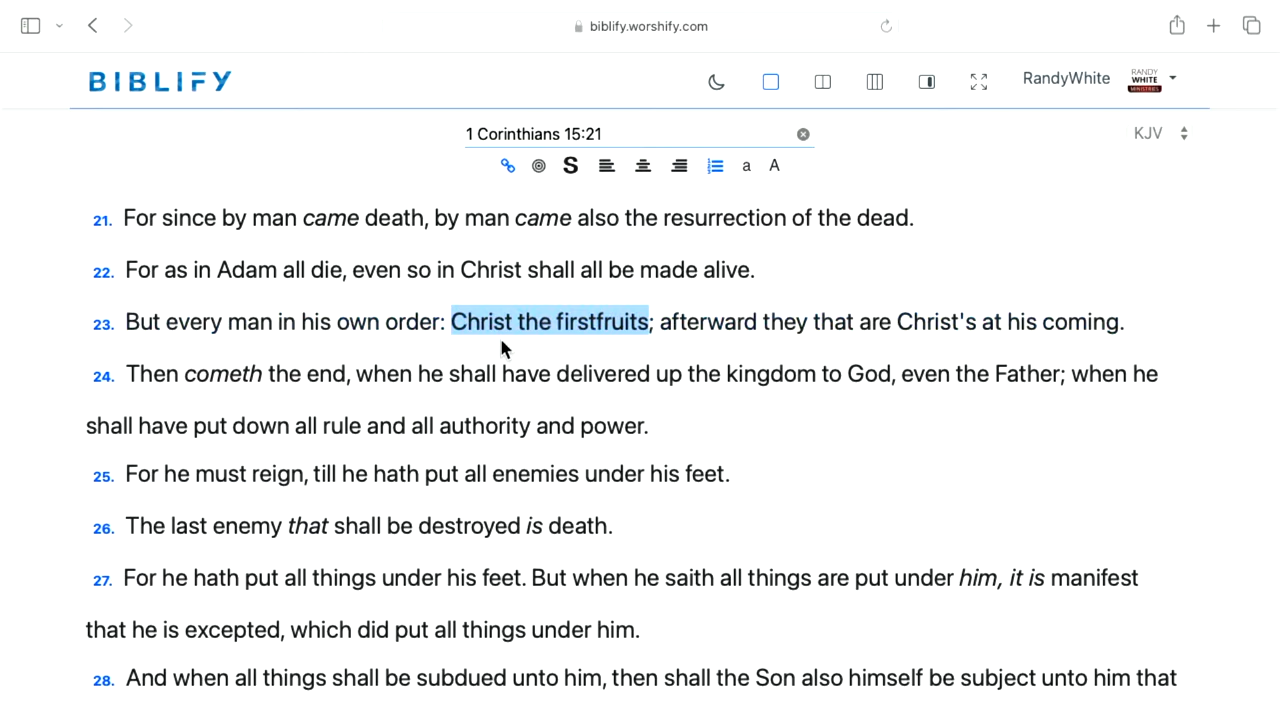 biblify.worshify.com
BIBLIFY
RandyWhite
RANDY
WHITE
MINISTRIES
1 Corinthians 15:21
KJV
S a A
21. For since by man came death, by man came also the resurrection of the dead.
22. For as in Adam all die, even so in Christ shall all be made alive.
23. But every man in his own order: Christ the firstfruits; afterward they that are Christ's at his coming.
24. Then cometh the end, when he shall have delivered up the kingdom to God, even the Father; when he
shall have put down all rule and all authority and power.
25. For he must reign, till he hath put all enemies under his feet.
26. The last enemy that shall be destroyed is death.
27. For he hath put all things under his feet. But when he saith all things are put under him, it is manifest
that he is excepted, which did put all things under him.
28. And when all things shall be subdued unto him, then shall the Son also himself be subject unto him that